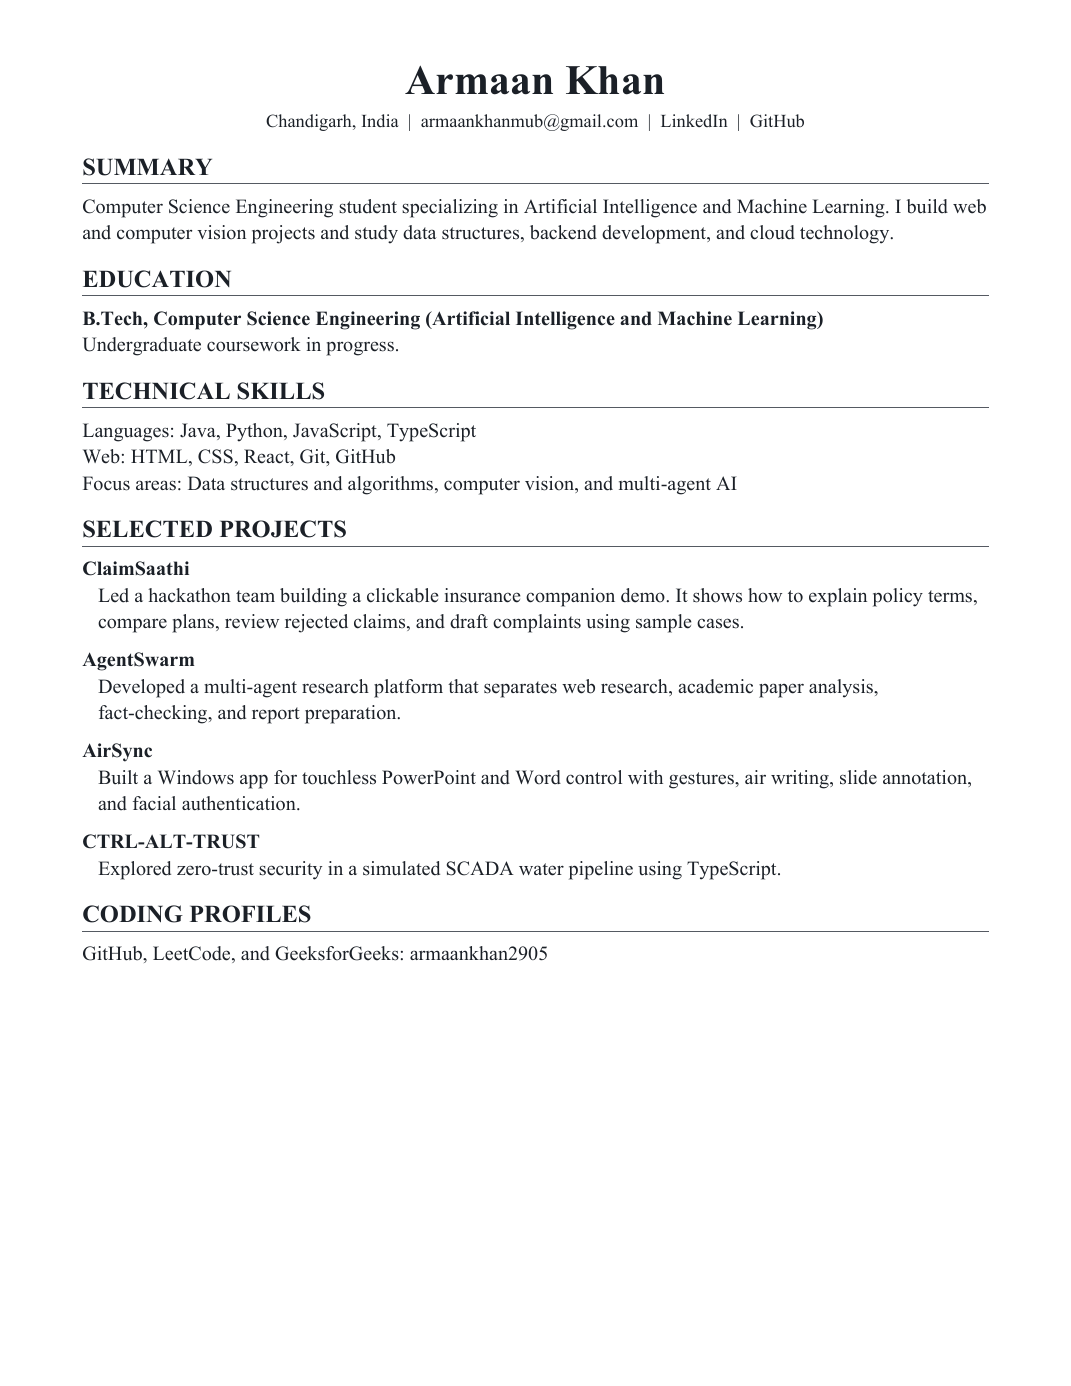 Armaan Khan
Chandigarh, India | armaankhanmub@gmail.com | LinkedIn | GitHub
SUMMARY
Computer Science Engineering student specializing in Artificial Intelligence and Machine Learning. I build web
and computer vision projects and study data structures, backend development, and cloud technology.
EDUCATION
B.Tech, Computer Science Engineering (Artificial Intelligence and Machine Learning)
Undergraduate coursework in progress.
TECHNICAL SKILLS
Languages: Java, Python, JavaScript, TypeScript
Web: HTML, CSS, React, Git, GitHub
Focus areas: Data structures and algorithms, computer vision, and multi-agent AI
SELECTED PROJECTS
ClaimSaathi
Led a hackathon team building a clickable insurance companion demo. It shows how to explain policy terms,
compare plans, review rejected claims, and draft complaints using sample cases.
AgentSwarm
Developed a multi-agent research platform that separates web research, academic paper analysis,
fact-checking, and report preparation.
AirSync
Built a Windows app for touchless PowerPoint and Word control with gestures, air writing, slide annotation,
and facial authentication.
CTRL-ALT-TRUST
Explored zero-trust security in a simulated SCADA water pipeline using TypeScript.
CODING PROFILES
GitHub, LeetCode, and GeeksforGeeks: armaankhan2905